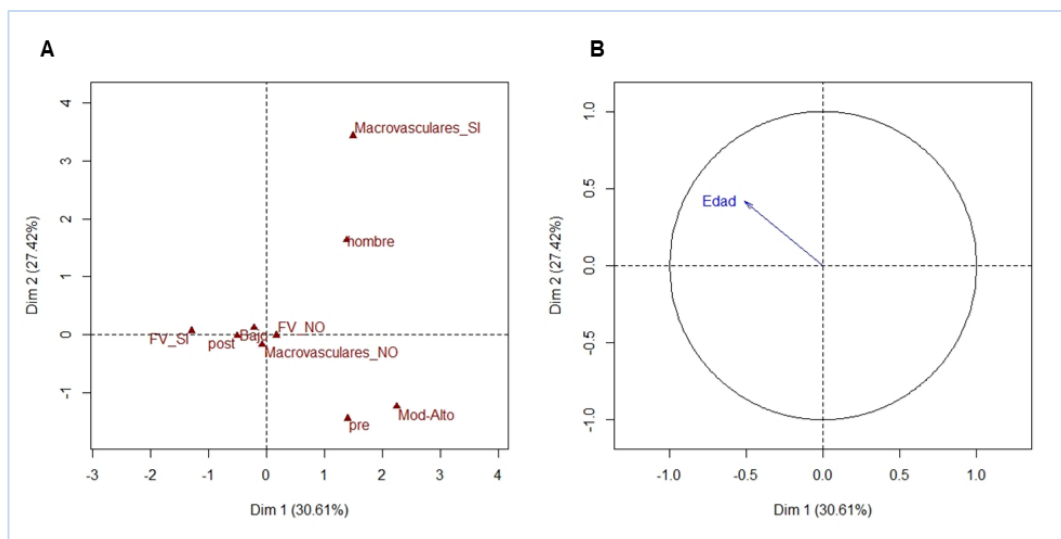 A
B
4
3
2
1
0
-1
-3
-2
-1
0
1
2
3
4
Dim 2 (27.42%)
Dim 1 (30.61%)
Macrovasculares_SI
hombre
FV_SI
post
Bajo
FV_NO
Macrovasculares_NO
Mod-Alto
pre
1.0
0.5
0.0
-0.5
-1.0
-1.0
-0.5
0.0
0.5
1.0
Dim 2 (27.42%)
Dim 1 (30.61%)
Edad